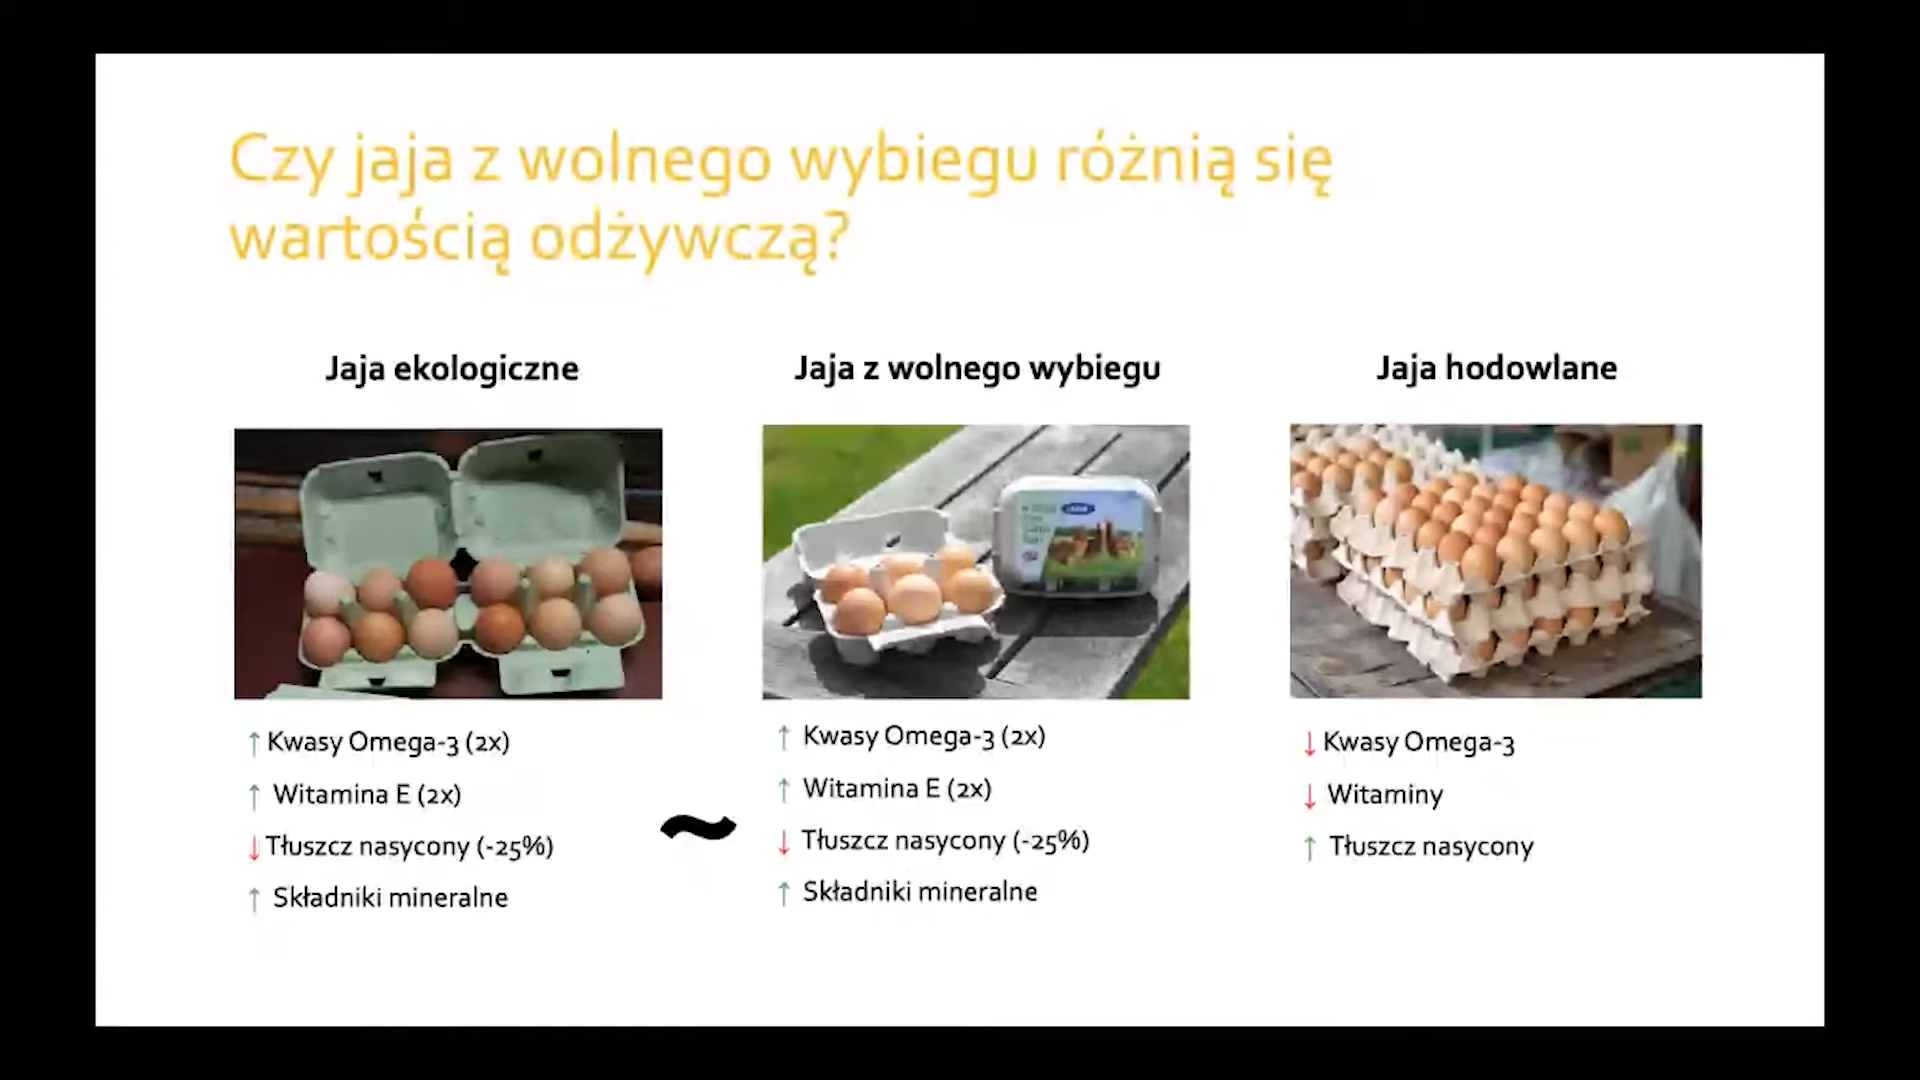 Czy jaja z wolnego wybiegu różnią się
wartością odżywczą?
Jaja ekologiczne
↑ Kwasy Omega-3 (2x)
↑ Witamina E (2x)
↓ Tłuszcz nasycony (-25%)
↑ Składniki mineralne
~
Jaja z wolnego wybiegu
↑ Kwasy Omega-3 (2x)
↑ Witamina E (2x)
↓ Tłuszcz nasycony (-25%)
↑ Składniki mineralne
Jaja hodowlane
↓ Kwasy Omega-3
↓ Witaminy
↑ Tłuszcz nasycony